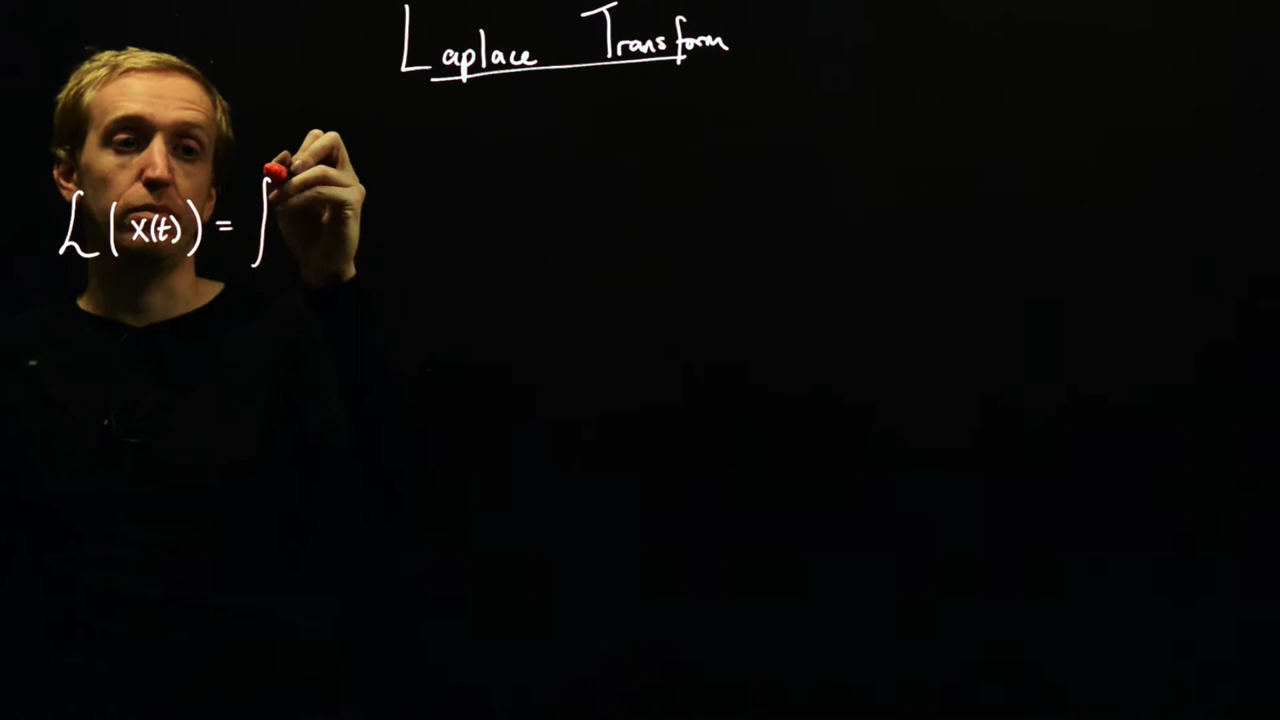 Laplace Transform
ℒ(x(t)) = ∫